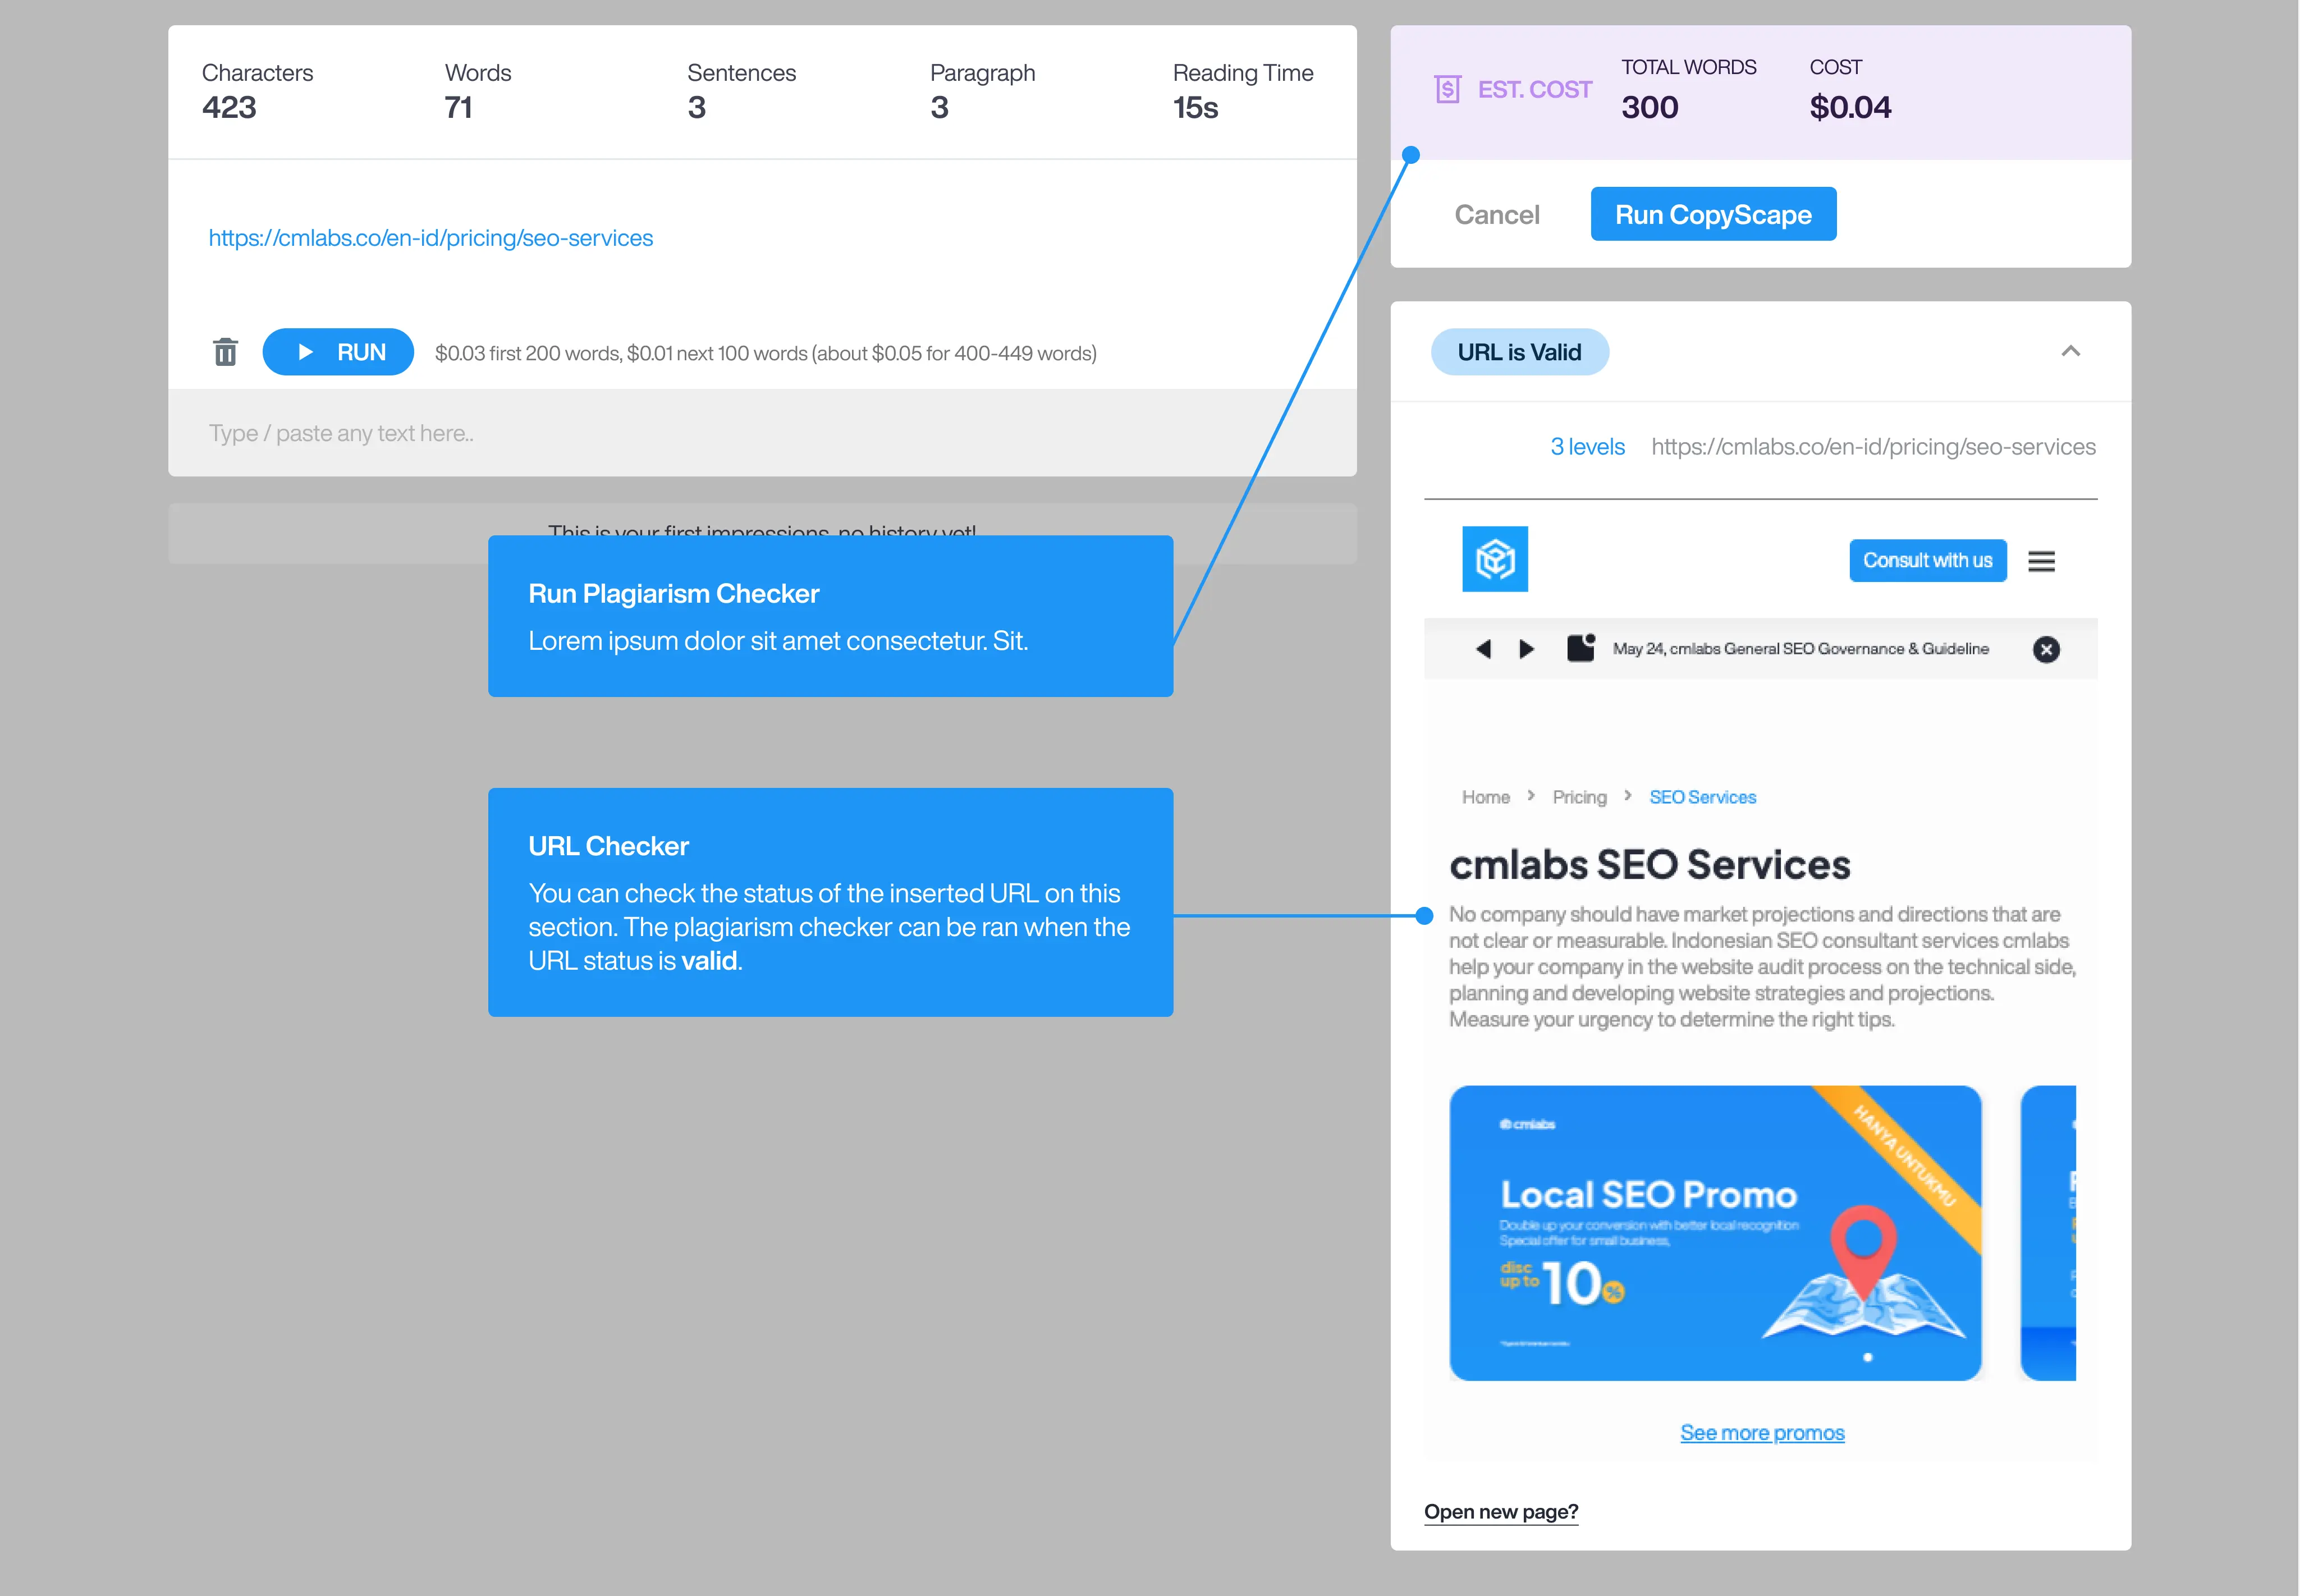 Characters
423
Words
71
Sentences
3
Paragraph
3
Reading Time
15s
https://cmlabs.co/en-id/pricing/seo-services
RUN
$0.03 first 200 words, $0.01 next 100 words (about $0.05 for 400-449 words)
Type / paste any text here..
This is your first impressions, no history yet!
Run Plagiarism Checker
Lorem ipsum dolor sit amet consectetur. Sit.
URL Checker
You can check the status of the inserted URL on this
section. The plagiarism checker can be ran when the
URL status is valid.
EST. COST
TOTAL WORDS
300
COST
$0.04
Cancel
Run CopyScape
URL is Valid
3 levels
https://cmlabs.co/en-id/pricing/seo-services
Consult with us
May 24, cmlabs General SEO Governance & Guideline
Home
Pricing
SEO Services
cmlabs SEO Services
No company should have market projections and directions that are
not clear or measurable. Indonesian SEO consultant services cmlabs
help your company in the website audit process on the technical side,
planning and developing website strategies and projections.
Measure your urgency to determine the right tips.
cmlabs
HANYA UNTUKMU
Local SEO Promo
Double up your conversion with better local recognition
Special offer for small business,
disc
up to
10%
See more promos
Open new page?